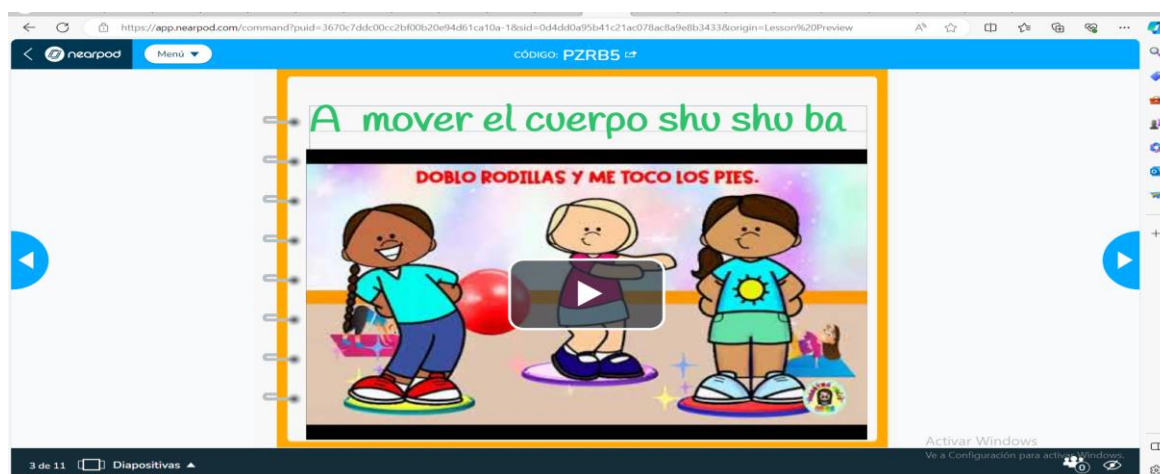 https://app.nearpod.com/command?puid=3670c7ddc00cc2bf00b20e94d61ca10a-1&sid=0d4dd0a95b41c21ac078ac8a9e8b3433&origin=Lesson%20Preview
nearpod
Menú
CÓDIGO: PZRB5
A mover el cuerpo shu shu ba
DOBLO RODILLAS Y ME TOCO LOS PIES.
Activar Windows
Ve a Configuración para activar Windows.
3 de 11
Diapositivas
0